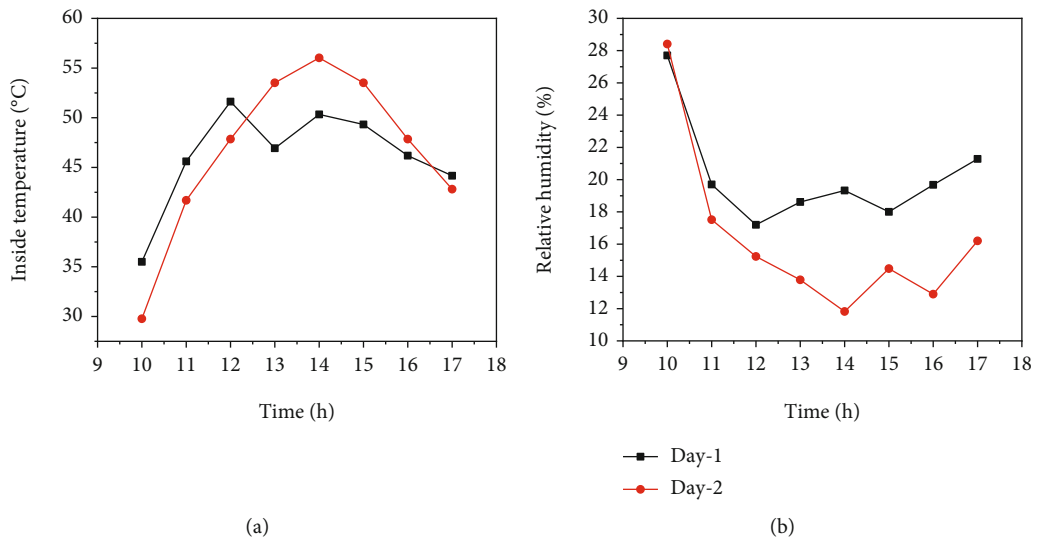 60
55
50
45
40
35
30
Inside temperature (°C)
9 10 11 12 13 14 15 16 17 18
Time (h)
(a)
30
28
26
24
22
20
18
16
14
12
10
Relative humidity (%)
9 10 11 12 13 14 15 16 17 18
Time (h)
Day-1
Day-2
(b)